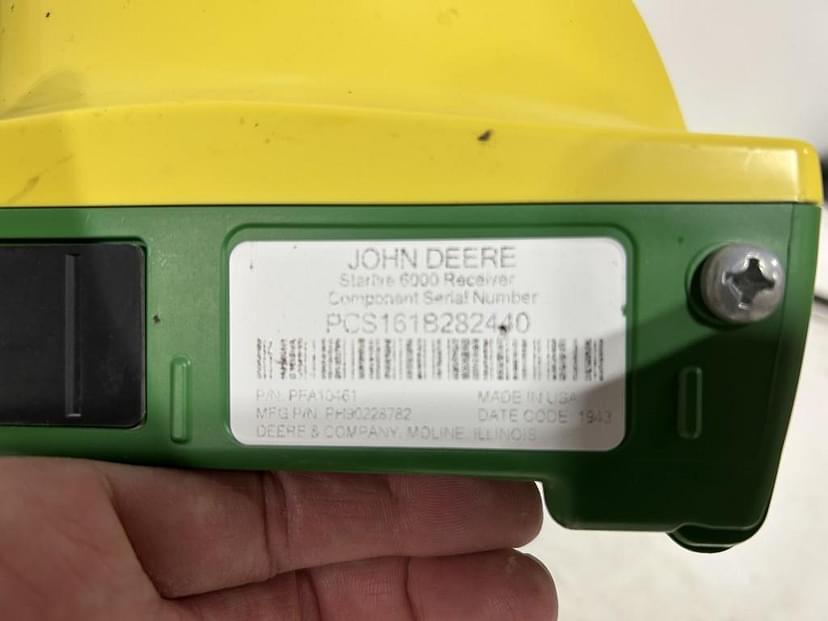 JOHN DEERE
Starfire 6000 Receiver
Component Serial Number
PCS161B282440
P/N: PFA10461
MADE IN USA
MFG P/N: PH90228782
DATE CODE: 1943
DEERE & COMPANY, MOLINE, ILLINOIS